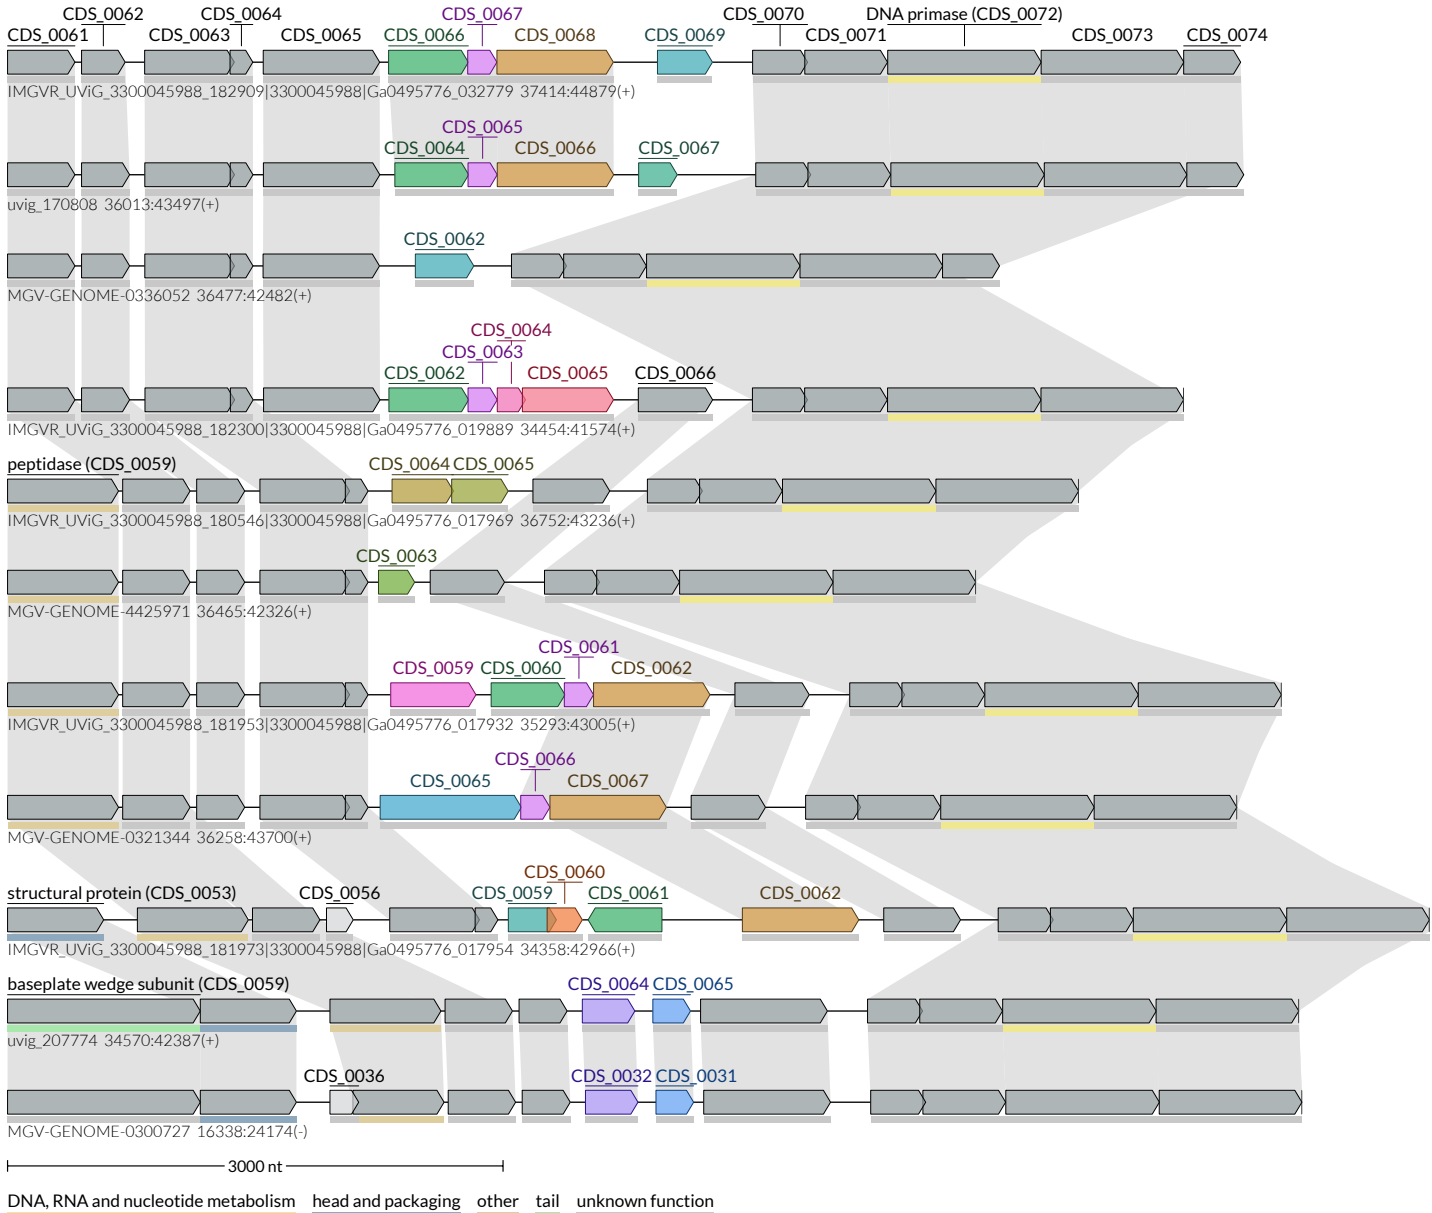 CDS_0062 CDS_0064 CDS_0067 CDS_0070 DNA primase (CDS_0072)
CDS_0061 CDS_0063 CDS_0065 CDS_0066 CDS_0068 CDS_0069 CDS_0071 CDS_0073 CDS_0074
IMGVR_UViG_3300045988_182909|3300045988|Ga0495776_032779 37414:44879(+)
CDS_0065
CDS_0064 CDS_0066 CDS_0067
uvig_170808 36013:43497(+)
CDS_0062
MGV-GENOME-0336052 36477:42482(+)
CDS_0064
CDS_0063
CDS_0062 CDS_0065 CDS_0066
IMGVR_UViG_3300045988_182300|3300045988|Ga0495776_019889 34454:41574(+)
peptidase (CDS_0059) CDS_0064 CDS_0065
IMGVR_UViG_3300045988_180546|3300045988|Ga0495776_017969 36752:43236(+)
CDS_0063
MGV-GENOME-4425971 36465:42326(+)
CDS_0061
CDS_0059 CDS_0060 CDS_0062
IMGVR_UViG_3300045988_181953|3300045988|Ga0495776_017932 35293:43005(+)
CDS_0066
CDS_0065 CDS_0067
MGV-GENOME-0321344 36258:43700(+)
CDS_0060
structural protein (CDS_0053) CDS_0056 CDS_0059 CDS_0061 CDS_0062
IMGVR_UViG_3300045988_181973|3300045988|Ga0495776_017954 34358:42966(+)
baseplate wedge subunit (CDS_0059) CDS_0064 CDS_0065
uvig_207774 34570:42387(+)
CDS_0036 CDS_0032 CDS_0031
MGV-GENOME-0300727 16338:24174(-)
3000 nt
DNA, RNA and nucleotide metabolism head and packaging other tail unknown function